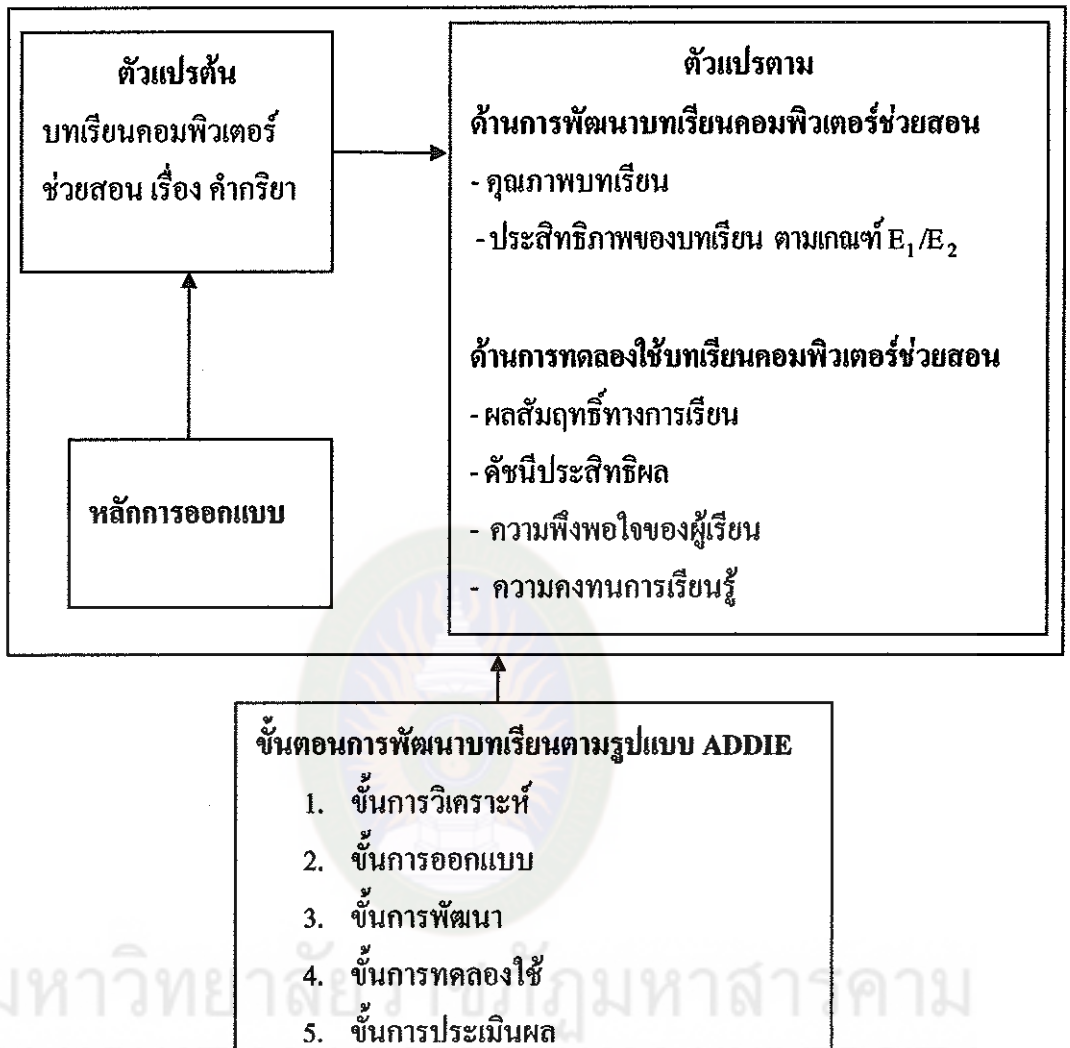 ตัวแปรต้น
บทเรียนคอมพิวเตอร์
ช่วยสอน เรื่อง คำกริยา
หลักการออกแบบ
ตัวแปรตาม
ด้านการพัฒนาบทเรียนคอมพิวเตอร์ช่วยสอน
- คุณภาพบทเรียน
- ประสิทธิภาพของบทเรียน ตามเกณฑ์ E₁/E₂
ด้านการทดลองใช้บทเรียนคอมพิวเตอร์ช่วยสอน
- ผลสัมฤทธิ์ทางการเรียน
- ดัชนีประสิทธิผล
- ความพึงพอใจของผู้เรียน
- ความคงทนการเรียนรู้
ขั้นตอนการพัฒนาบทเรียนตามรูปแบบ ADDIE
1. ขั้นการวิเคราะห์
2. ขั้นการออกแบบ
3. ขั้นการพัฒนา
4. ขั้นการทดลองใช้
5. ขั้นการประเมินผล
มหาวิทยาลัยราชภัฏมหาสารคาม